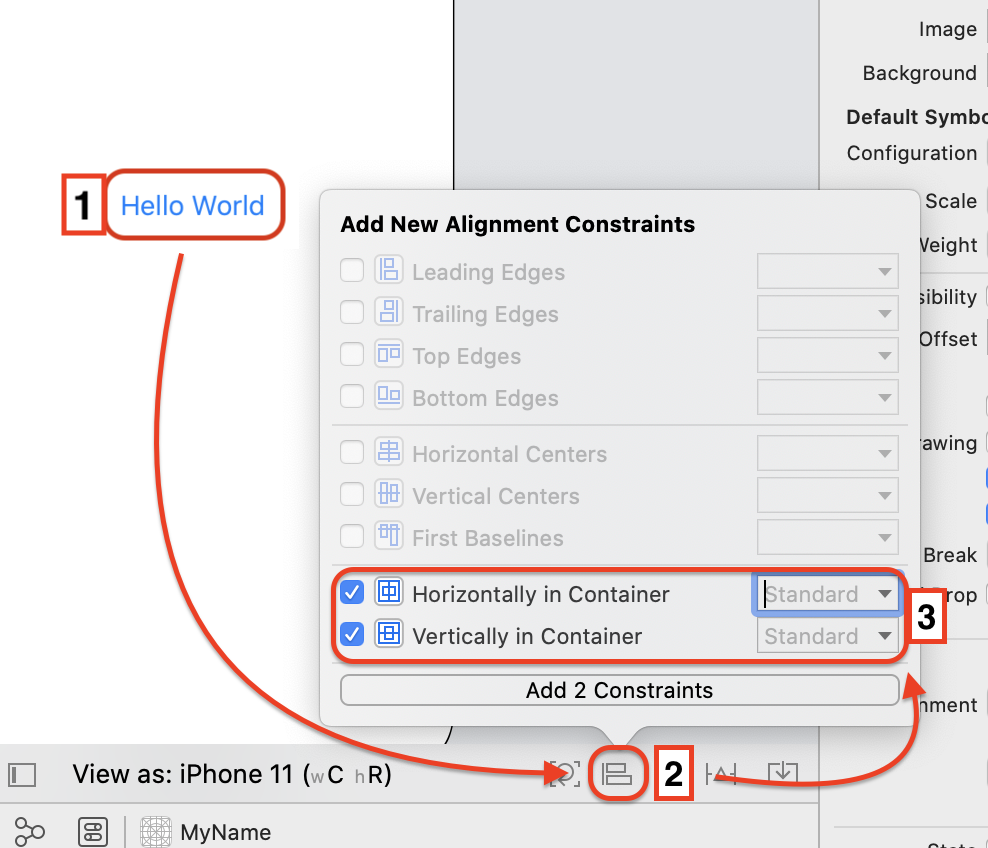 Image
Background
Default Symbo
Configuration
Scale
Weight
sibility
Offset
1
Hello World
Add New Alignment Constraints
Leading Edges
Trailing Edges
Top Edges
Bottom Edges
Horizontal Centers
Vertical Centers
First Baselines
awing
Break
Horizontally in Container Standard
Vertically in Container Standard
3
rop
Add 2 Constraints
nment
View as: iPhone 11 (wC hR)
2
MyName
State